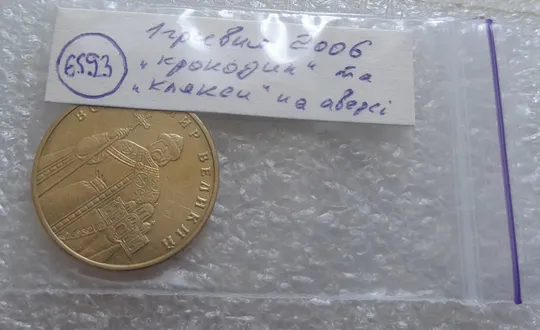 6593
1 гривня 2006
"крокодил" та
"клякси" на аверсі
ВОЛОДИМИР ВЕЛИКИЙ